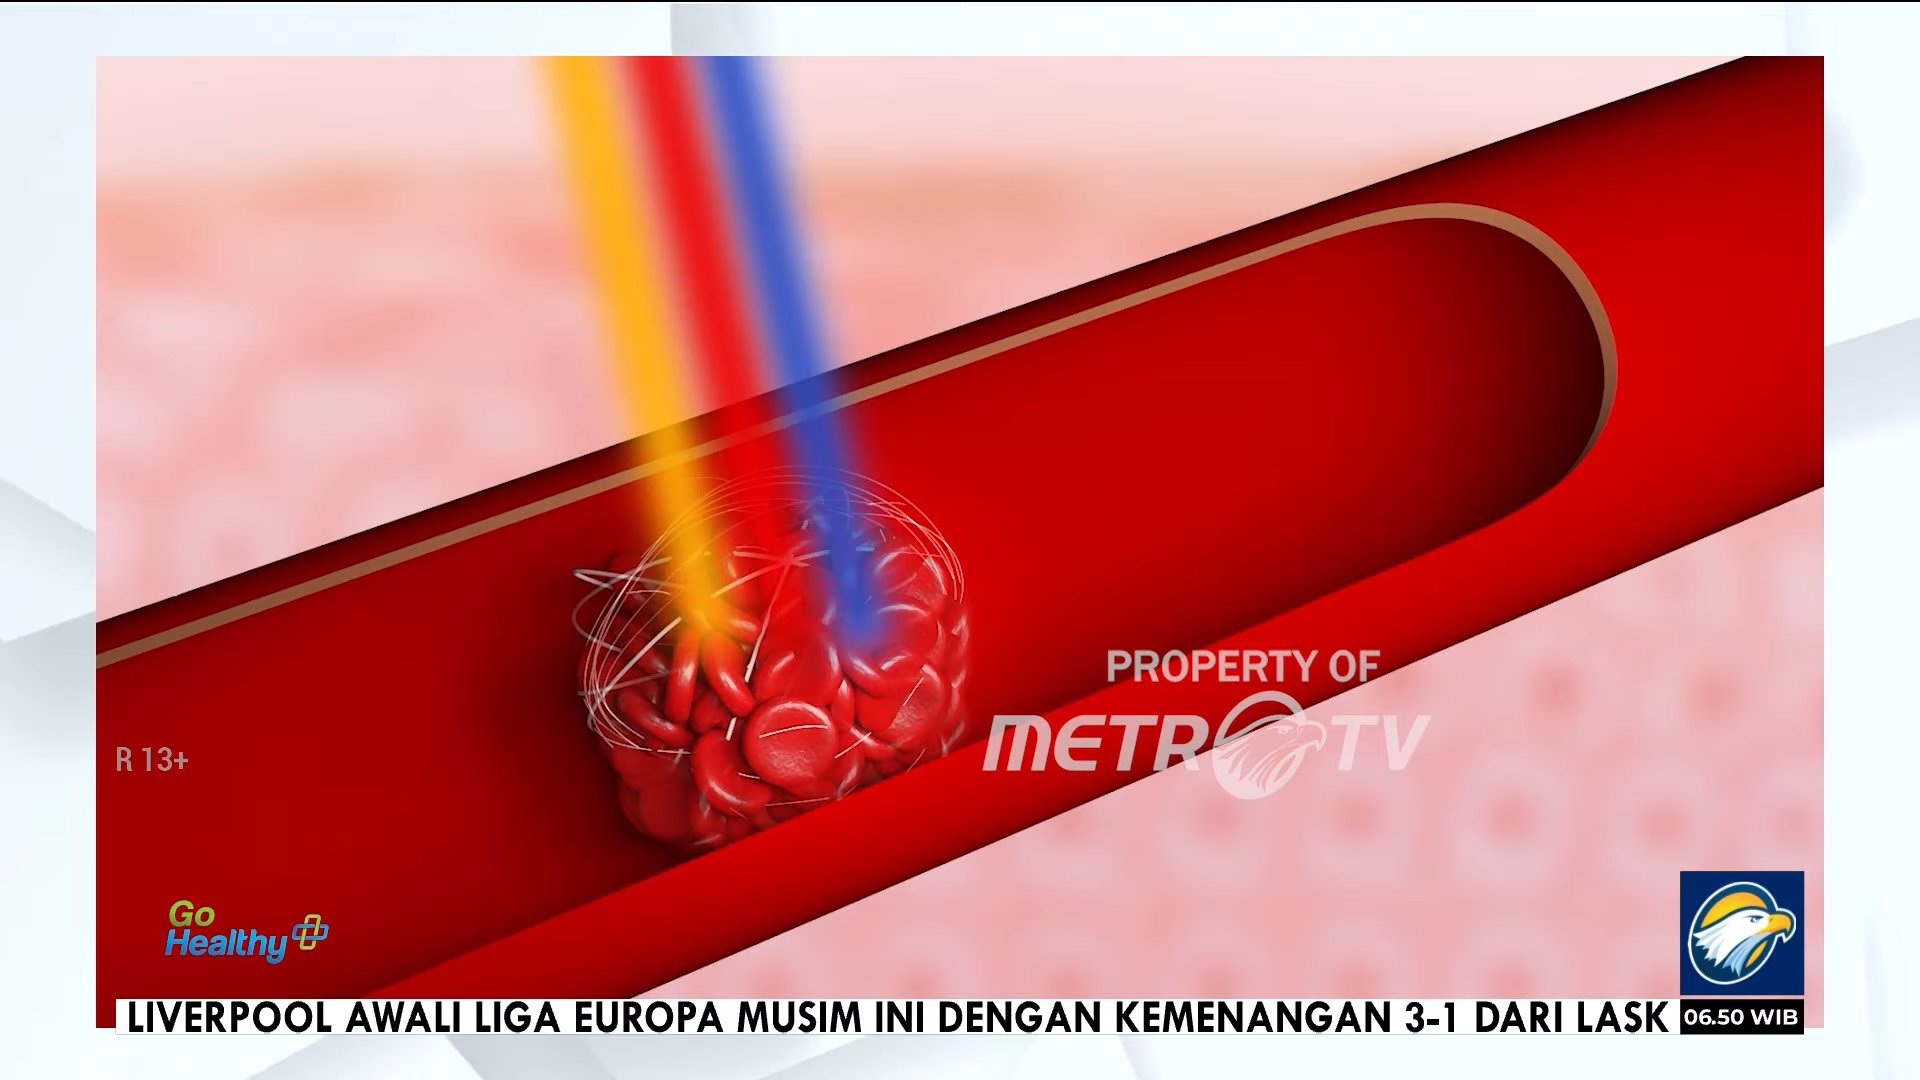 PROPERTY OF
METRO TV
R 13+
Go
Healthy
LIVERPOOL AWALI LIGA EUROPA MUSIM INI DENGAN KEMENANGAN 3-1 DARI LASK
06.50 WIB